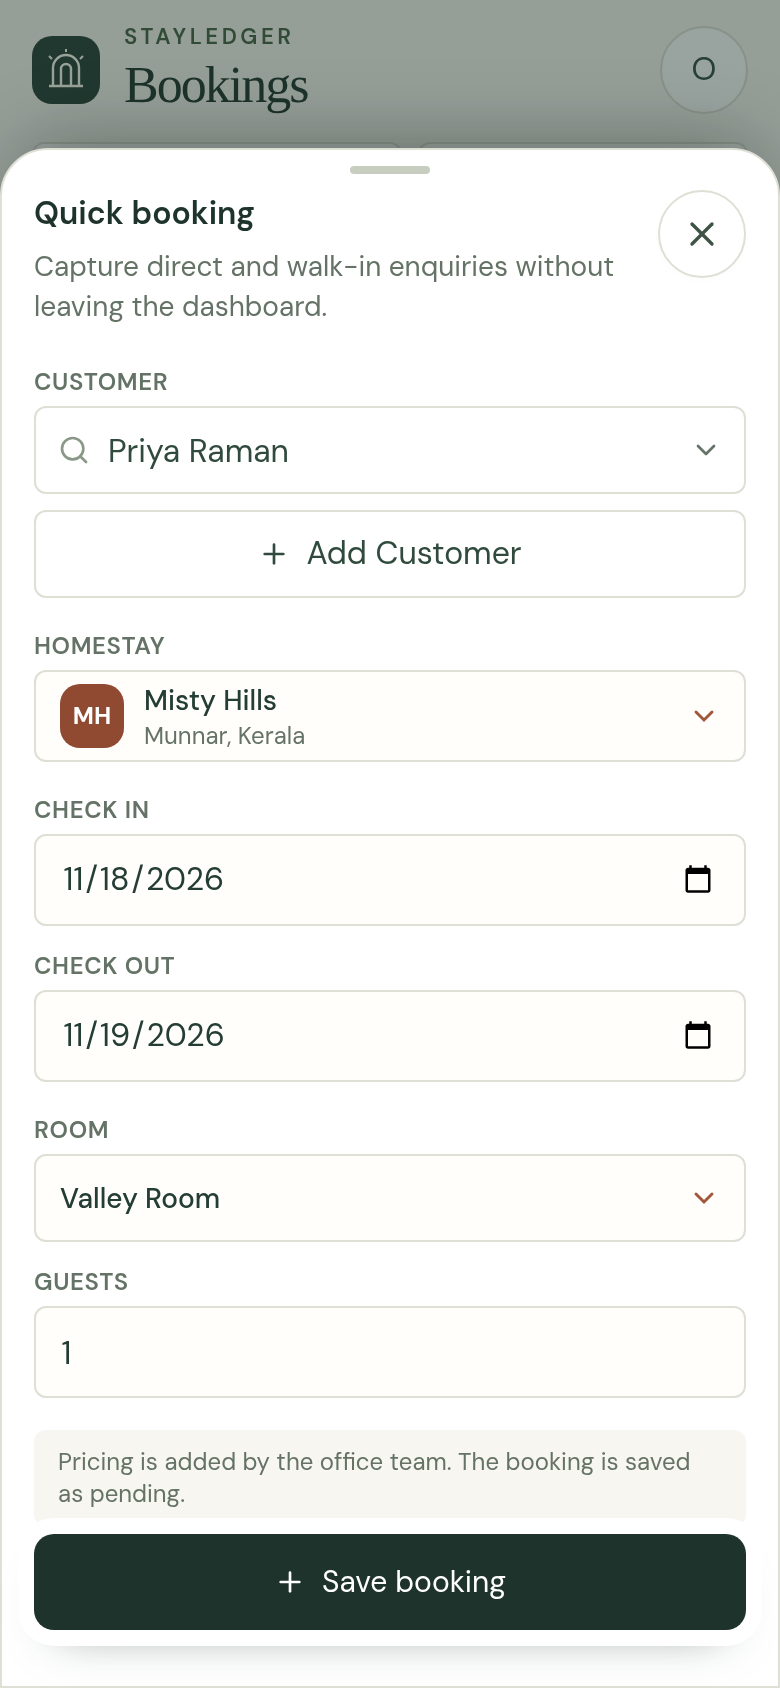 STAYLEDGER
Bookings
O
Quick booking
Capture direct and walk-in enquiries without
leaving the dashboard.
CUSTOMER
Priya Raman
Add Customer
HOMESTAY
MH
Misty Hills
Munnar, Kerala
CHECK IN
11/18/2026
CHECK OUT
11/19/2026
ROOM
Valley Room
GUESTS
1
Pricing is added by the office team. The booking is saved
as pending.
Save booking